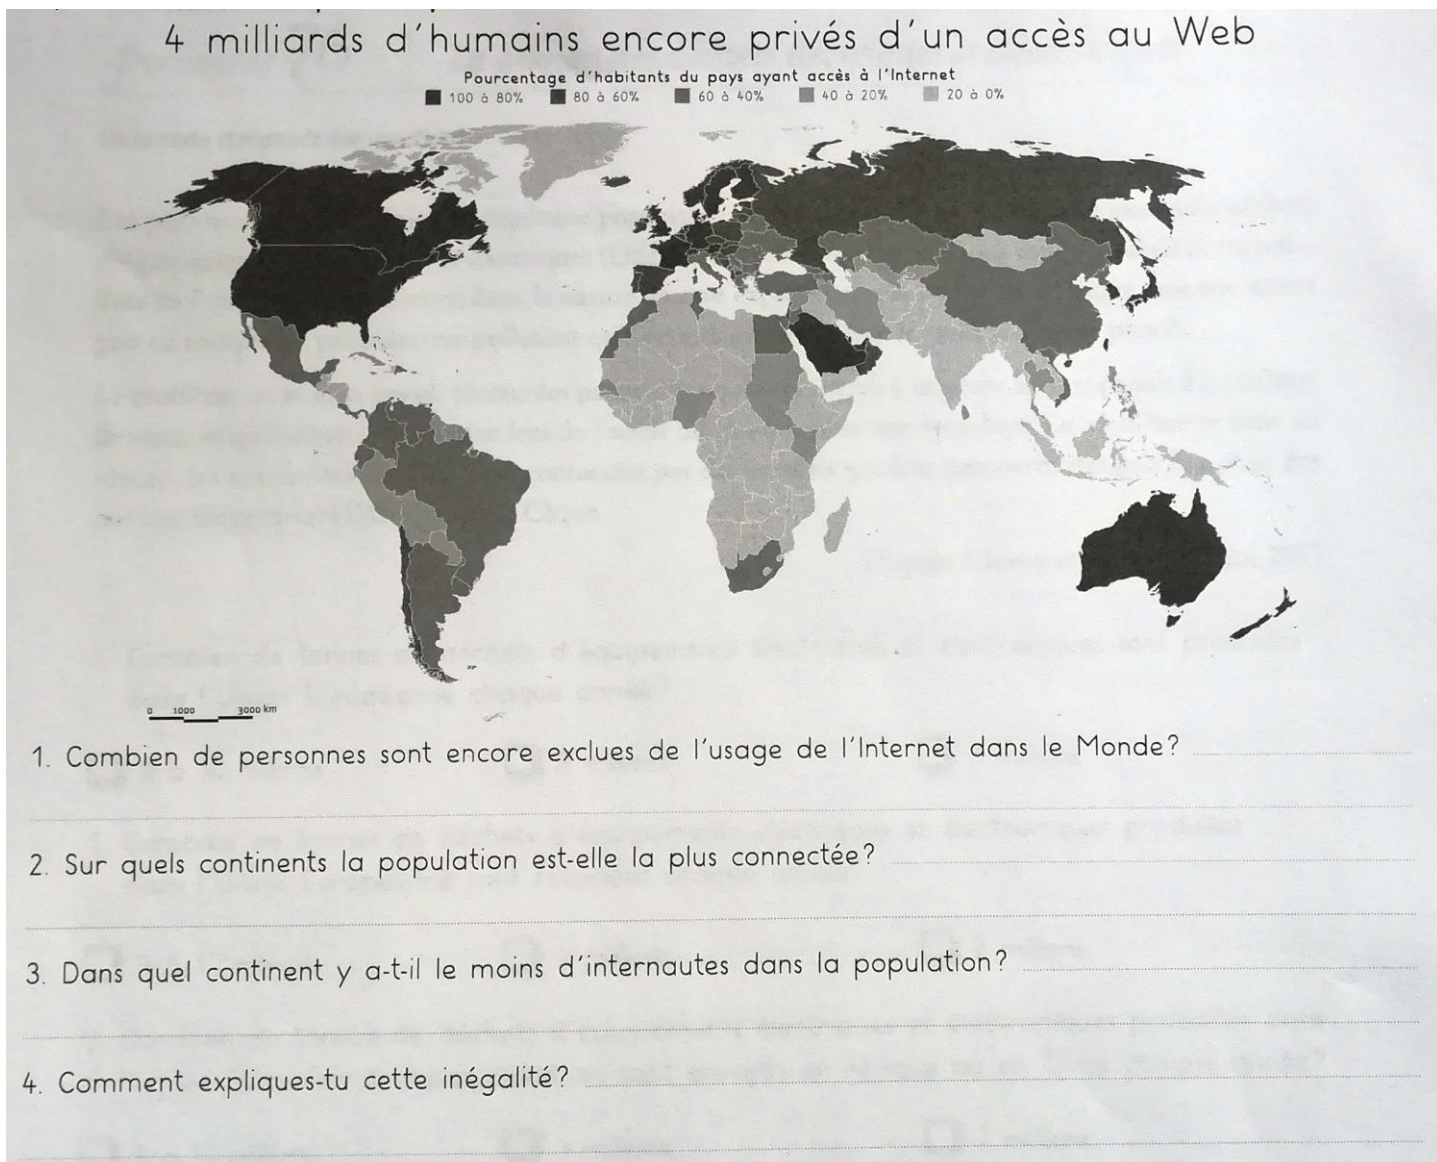 4 milliards d'humains encore privés d'un accès au Web
Pourcentage d'habitants du pays ayant accès à l'Internet
100 à 80% 80 à 60% 60 à 40% 40 à 20% 20 à 0%
0 1000 3000 km
1. Combien de personnes sont encore exclues de l'usage de l'Internet dans le Monde?
2. Sur quels continents la population est-elle la plus connectée?
3. Dans quel continent y a-t-il le moins d'internautes dans la population?
4. Comment expliques-tu cette inégalité?